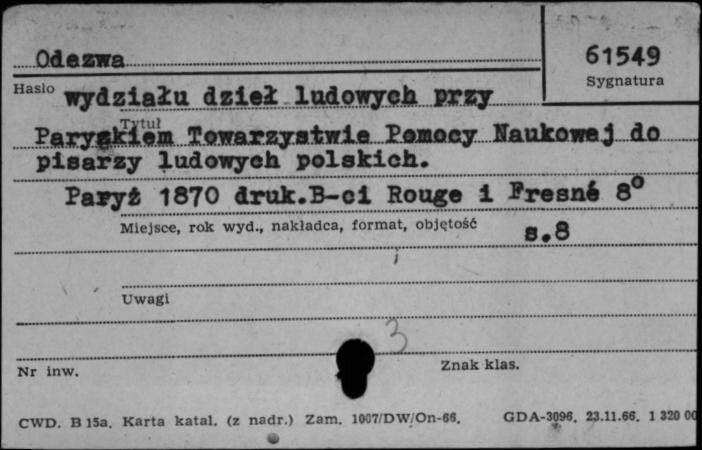 Odezwa
61549
Sygnatura
Hasło
wydziału dzieł ludowych przy
Tytuł
Paryskiem Towarzystwie Pomocy Naukowej do
pisarzy ludowych polskich.
Paryż 1870 druk.B-ci Rouge i Fresné 8°
Miejsce, rok wyd., nakładca, format, objętość
s.8
Uwagi
3
Nr inw.
Znak klas.
CWD. B 15a. Karta katal. (z nadr.) Zam. 1007/DW/On-66. GDA-3096. 23.11.66. 1 320 00